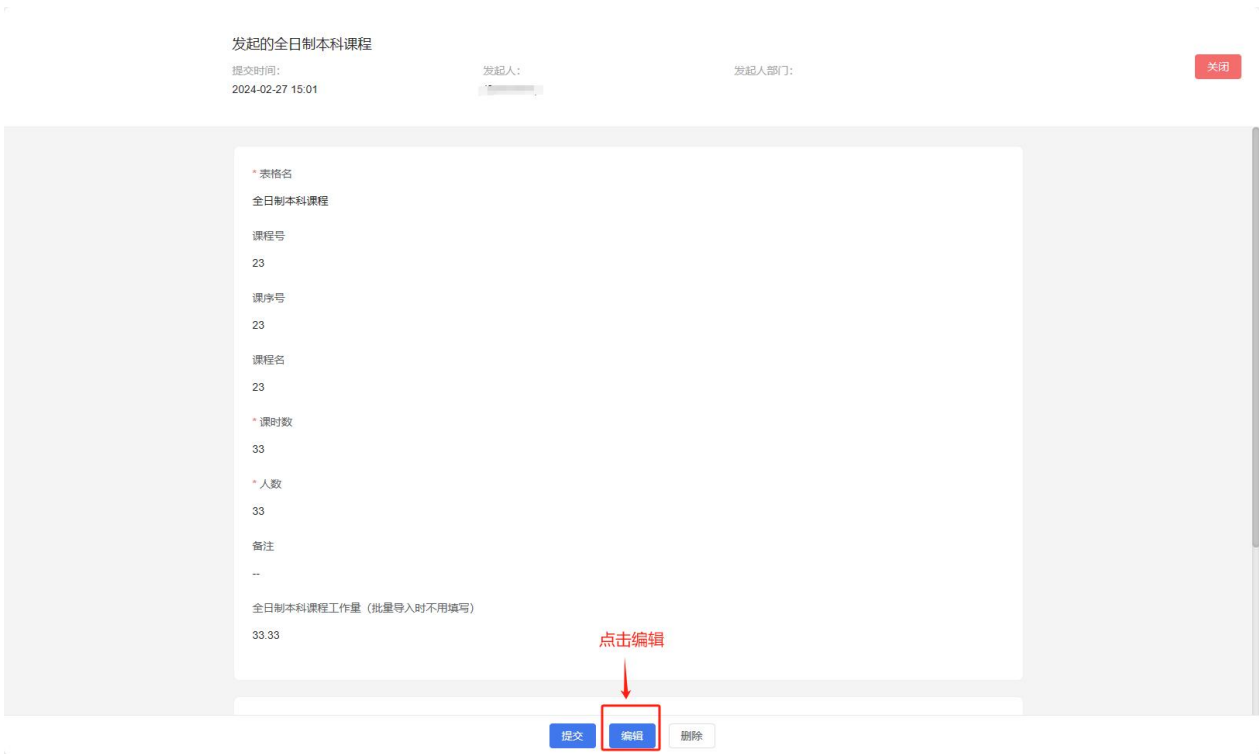 发起的全日制本科课程
提交时间： 发起人： 发起人部门：
关闭
2024-02-27 15:01
* 表格名
全日制本科课程
课程号
23
课序号
23
课程名
23
* 课时数
33
* 人数
33
备注
--
全日制本科课程工作量（批量导入时不用填写）
33.33
点击编辑
提交 编辑 删除